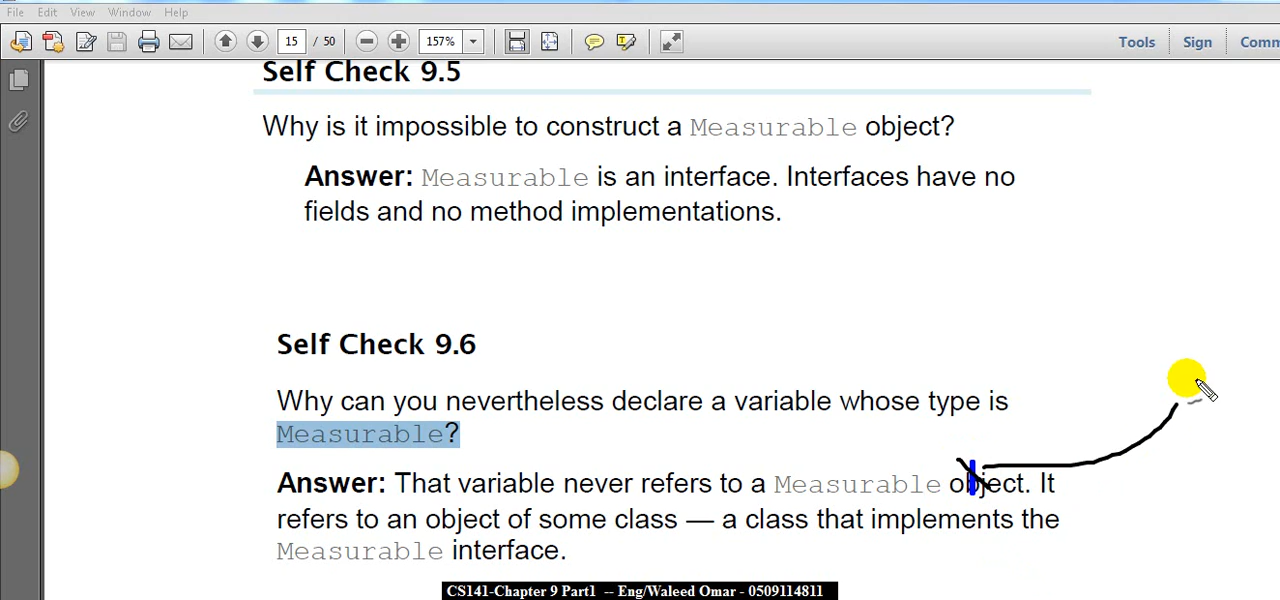 File Edit View Window Help
15 / 50 157% Tools Sign Comm
Self Check 9.5
Why is it impossible to construct a Measurable object?
Answer: Measurable is an interface. Interfaces have no
fields and no method implementations.
Self Check 9.6
Why can you nevertheless declare a variable whose type is
Measurable?
Answer: That variable never refers to a Measurable object. It
refers to an object of some class — a class that implements the
Measurable interface.
CS141-Chapter 9 Part1 -- Eng/Waleed Omar - 0509114811